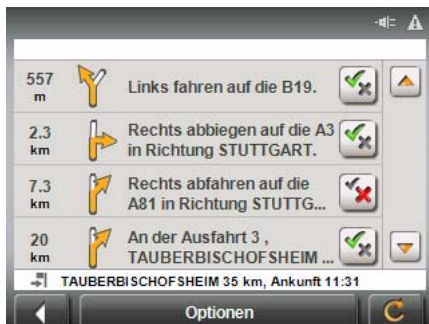 557
m
Links fahren auf die B19.
2.3
km
Rechts abbiegen auf die A3
in Richtung STUTTGART.
7.3
km
Rechts abfahren auf die
A81 in Richtung STUTTG...
20
km
An der Ausfahrt 3 ,
TAUBERBISCHOFSHEIM ...
TAUBERBISCHOFSHEIM 35 km, Ankunft 11:31
Optionen